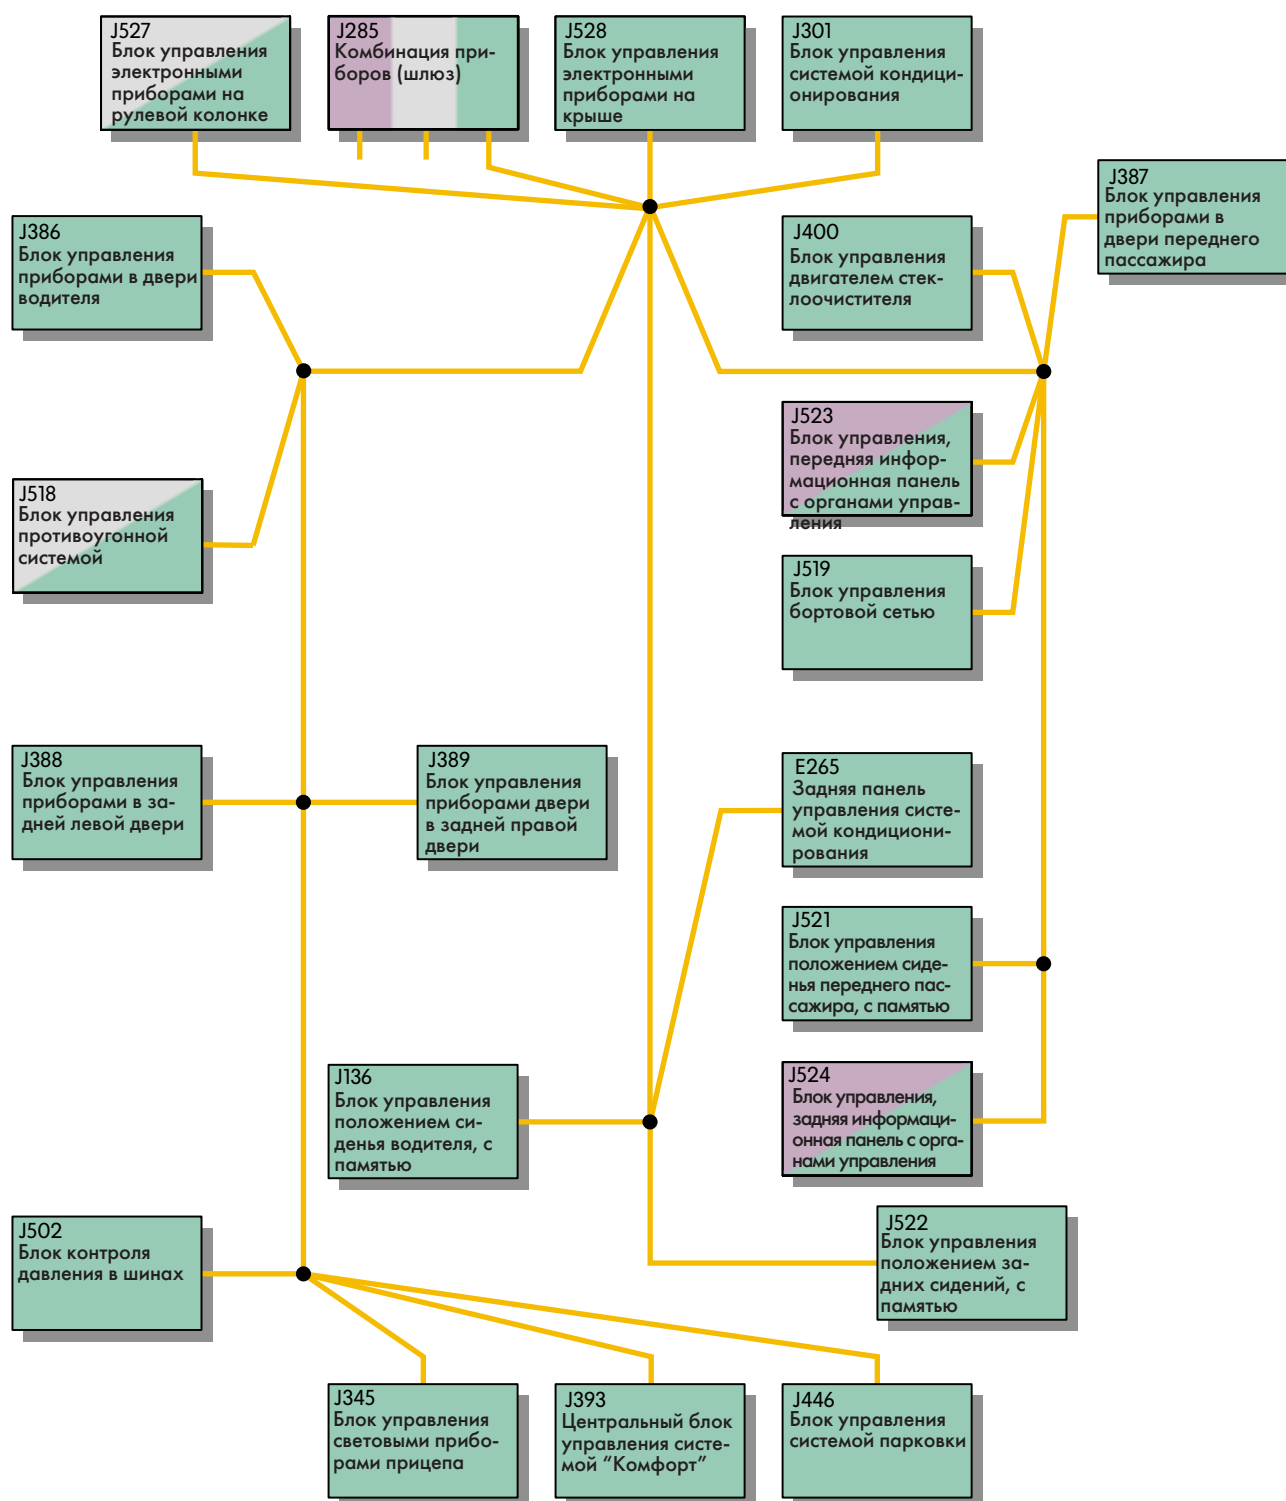 J527
Блок управления
электронными
приборами на
рулевой колонке
J285
Комбинация при-
боров (шлюз)
J528
Блок управления
электронными
приборами на
крыше
J301
Блок управления
системой кондици-
онирования
J387
Блок управления
приборами в
двери переднего
пассажира
J386
Блок управления
приборами в двери
водителя
J400
Блок управления
двигателем стек-
лоочистителя
J523
Блок управления,
передняя инфор-
мационная панель
с органами управ-
ления
J518
Блок управления
противоугонной
системой
J519
Блок управления
бортовой сетью
J388
Блок управления
приборами в за-
дней левой двери
J389
Блок управления
приборами двери
в задней правой
двери
E265
Задняя панель
управления систе-
мой кондициони-
рования
J521
Блок управления
положением сиде-
нья переднего пас-
сажира, с памятью
J136
Блок управления
положением си-
денья водителя, с
памятью
J524
Блок управления,
задняя информаци-
онная панель с орга-
нами управления
J502
Блок контроля
давления в шинах
J522
Блок управления
положением за-
дних сидений, с
памятью
J345
Блок управления
световыми прибо-
рами прицепа
J393
Центральный блок
управления систе-
мой “Комфорт”
J446
Блок управления
системой парковки